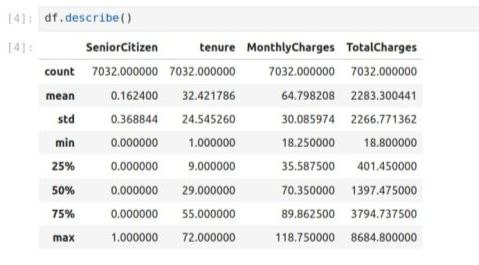 [4]: df.describe()
[4]:
SeniorCitizen tenure MonthlyCharges TotalCharges
count 7032.000000 7032.000000 7032.000000 7032.000000
mean 0.162400 32.421786 64.798208 2283.300441
std 0.368844 24.545260 30.085974 2266.771362
min 0.000000 1.000000 18.250000 18.800000
25% 0.000000 9.000000 35.587500 401.450000
50% 0.000000 29.000000 70.350000 1397.475000
75% 0.000000 55.000000 89.862500 3794.737500
max 1.000000 72.000000 118.750000 8684.800000